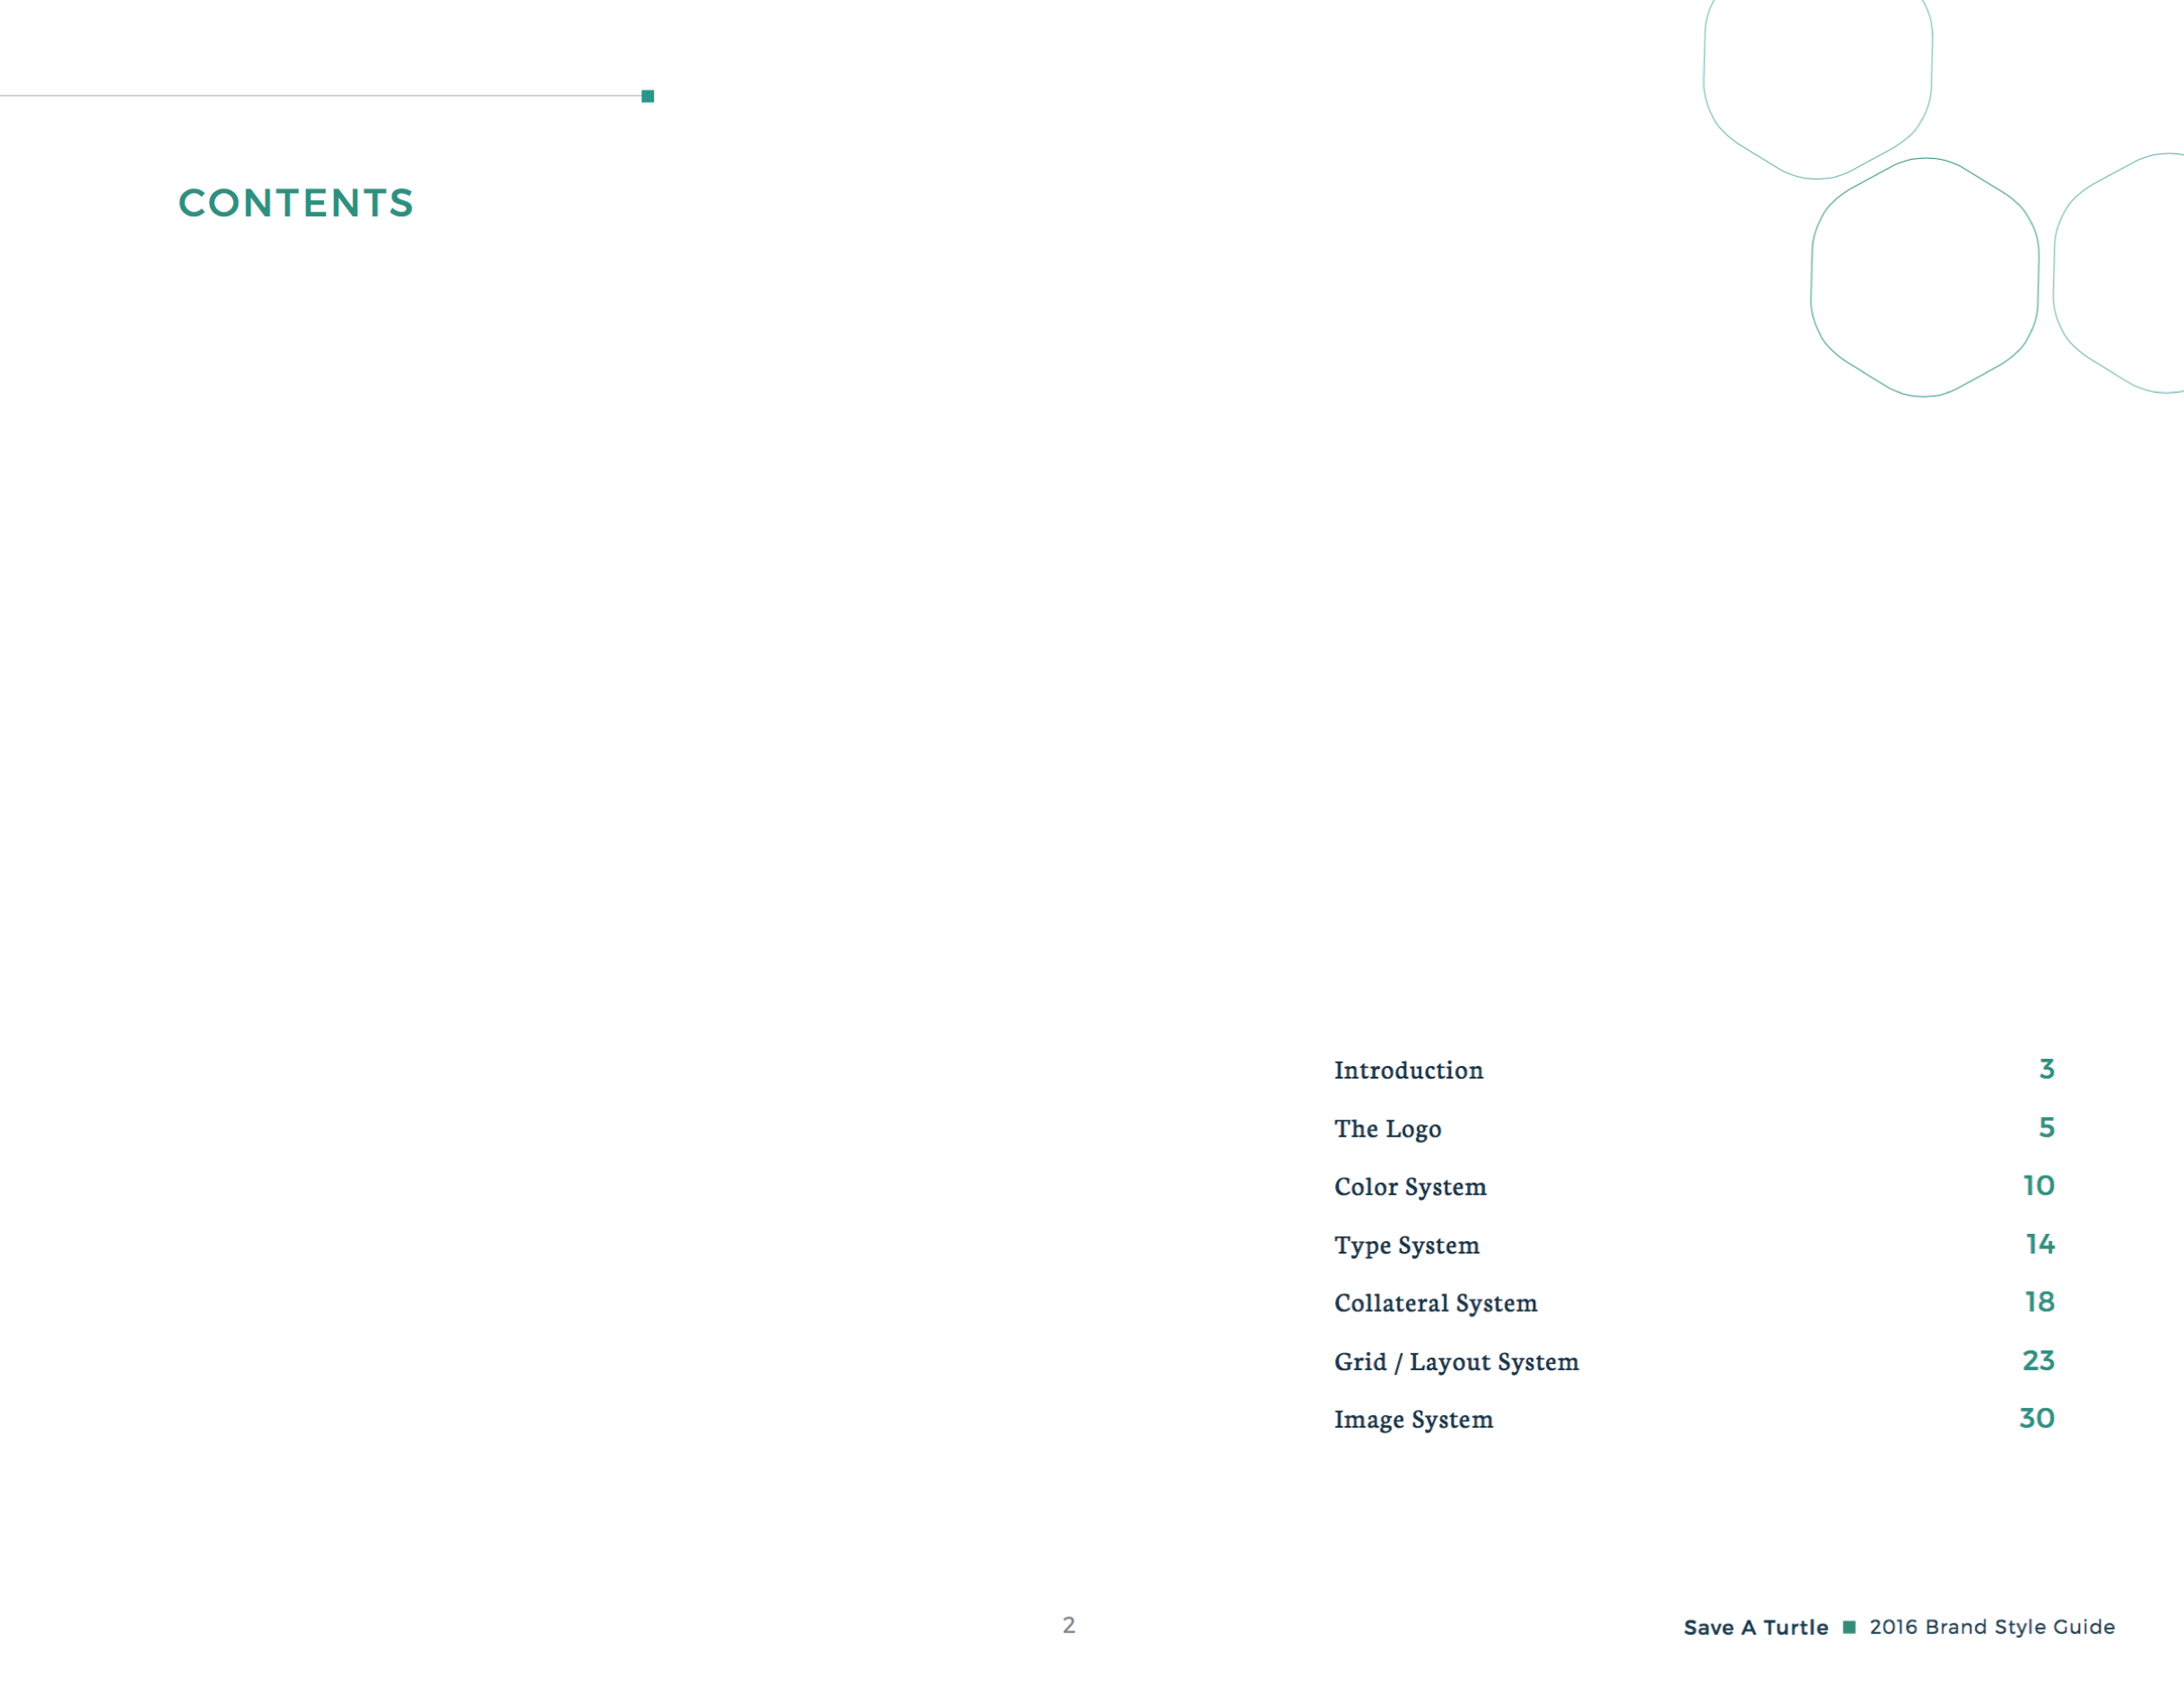 CONTENTS
Introduction 3
The Logo 5
Color System 10
Type System 14
Collateral System 18
Grid / Layout System 23
Image System 30
2
Save A Turtle ■ 2016 Brand Style Guide